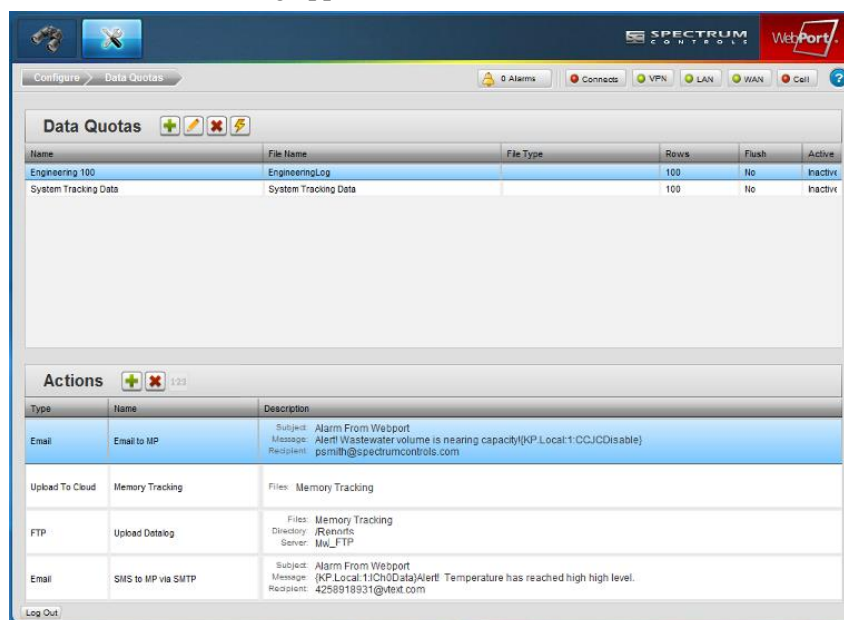 SPECTRUM
CONTROLS
WebPort.
Configure Data Quotas 0 Alarms Connects VPN LAN WAN Cell ?
Data Quotas
Name File Name File Type Rows Flush Active
Engineering 100 EngineeringLog 100 No Inactive
System Tracking Data System Tracking Data 100 No Inactive
Actions 123
Type Name Description
Subject: Alarm From Webport
Email Email to MP Message: Alert! Wastewater volume is nearing capacity!{KP.Local:1:CCJCDisable}
Recipient: psmith@spectrumcontrols.com
Upload To Cloud Memory Tracking Files: Memory Tracking
Files: Memory Tracking
FTP Upload Datalog Directory: /Reports
Server: MW_FTP
Subject: Alarm From Webport
Email SMS to MP via SMTP Message: {KP.Local:1:ICh0Data}Alert! Temperature has reached high high level.
Recipient: 4258918931@vtext.com
Log Out